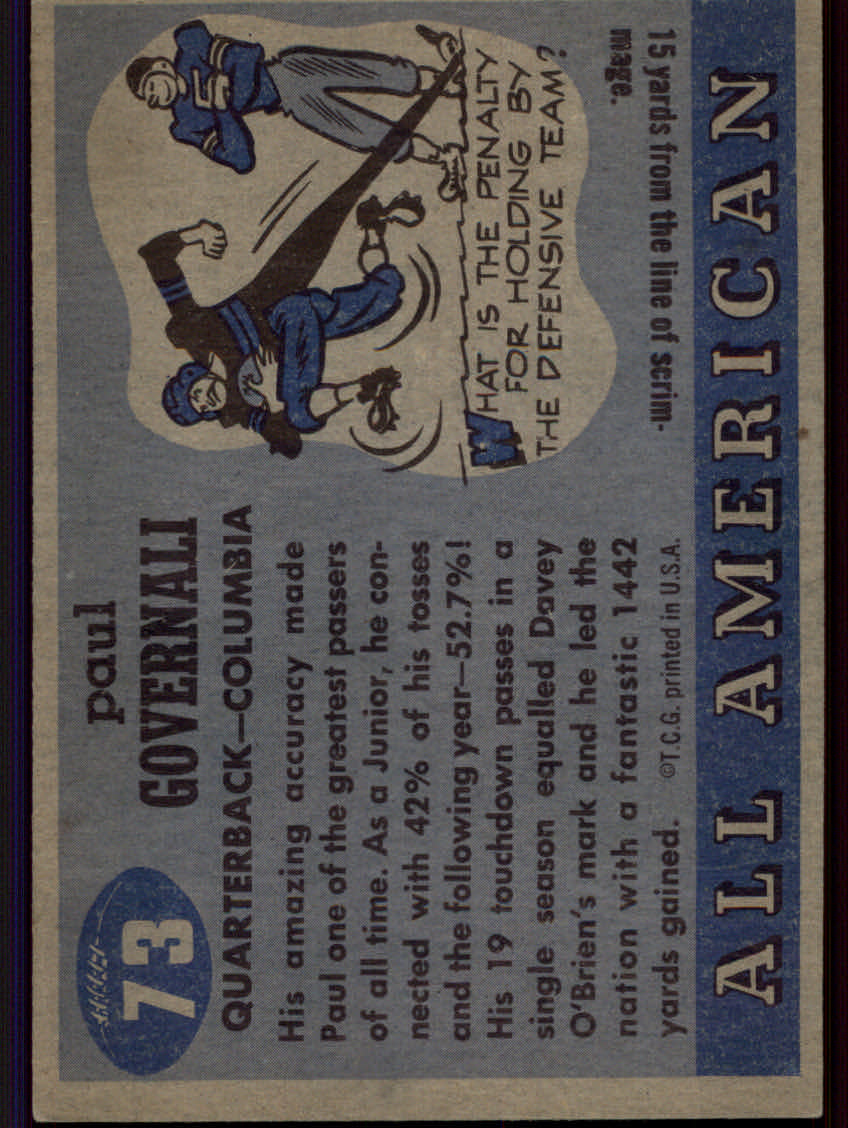 73
paul
GOVERNALI
QUARTERBACK—COLUMBIA
His amazing accuracy made
Paul one of the greatest passers
of all time. As a Junior, he con-
nected with 42% of his tosses
and the following year—52.7%!
His 19 touchdown passes in a
single season equalled Davey
O'Brien's mark and he led the
nation with a fantastic 1442
yards gained.
©T.C.G. printed in U.S.A.
5
WHAT IS THE PENALTY
FOR HOLDING BY
THE DEFENSIVE TEAM?
15 yards from the line of scrim-
mage.
ALL AMERICAN